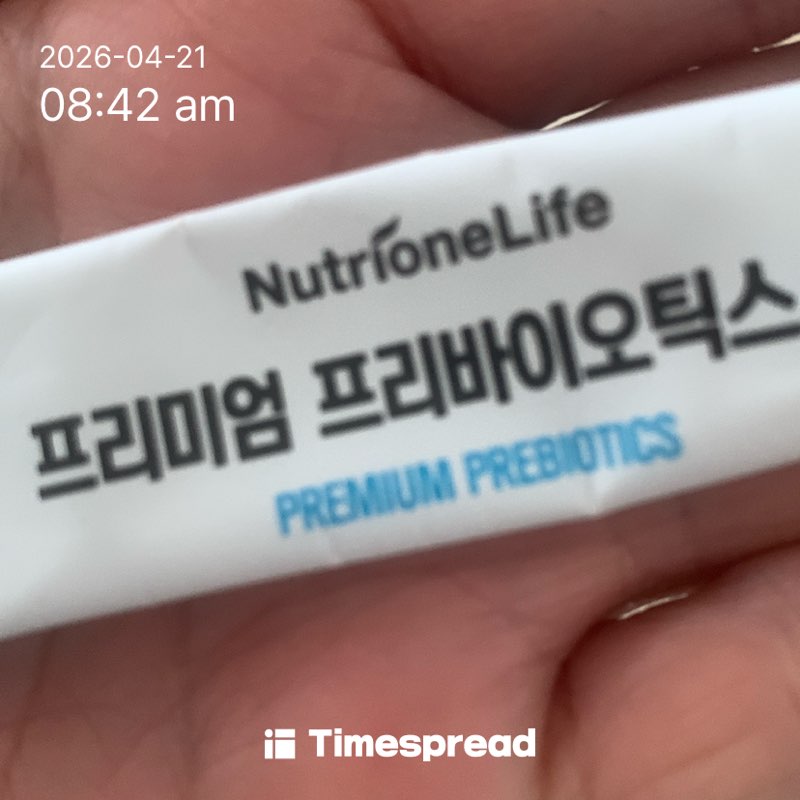 2026-04-21
08:42 am
NutrioneLife
프리미엄 프리바이오틱스
PREMIUM PREBIOTICS
Timespread